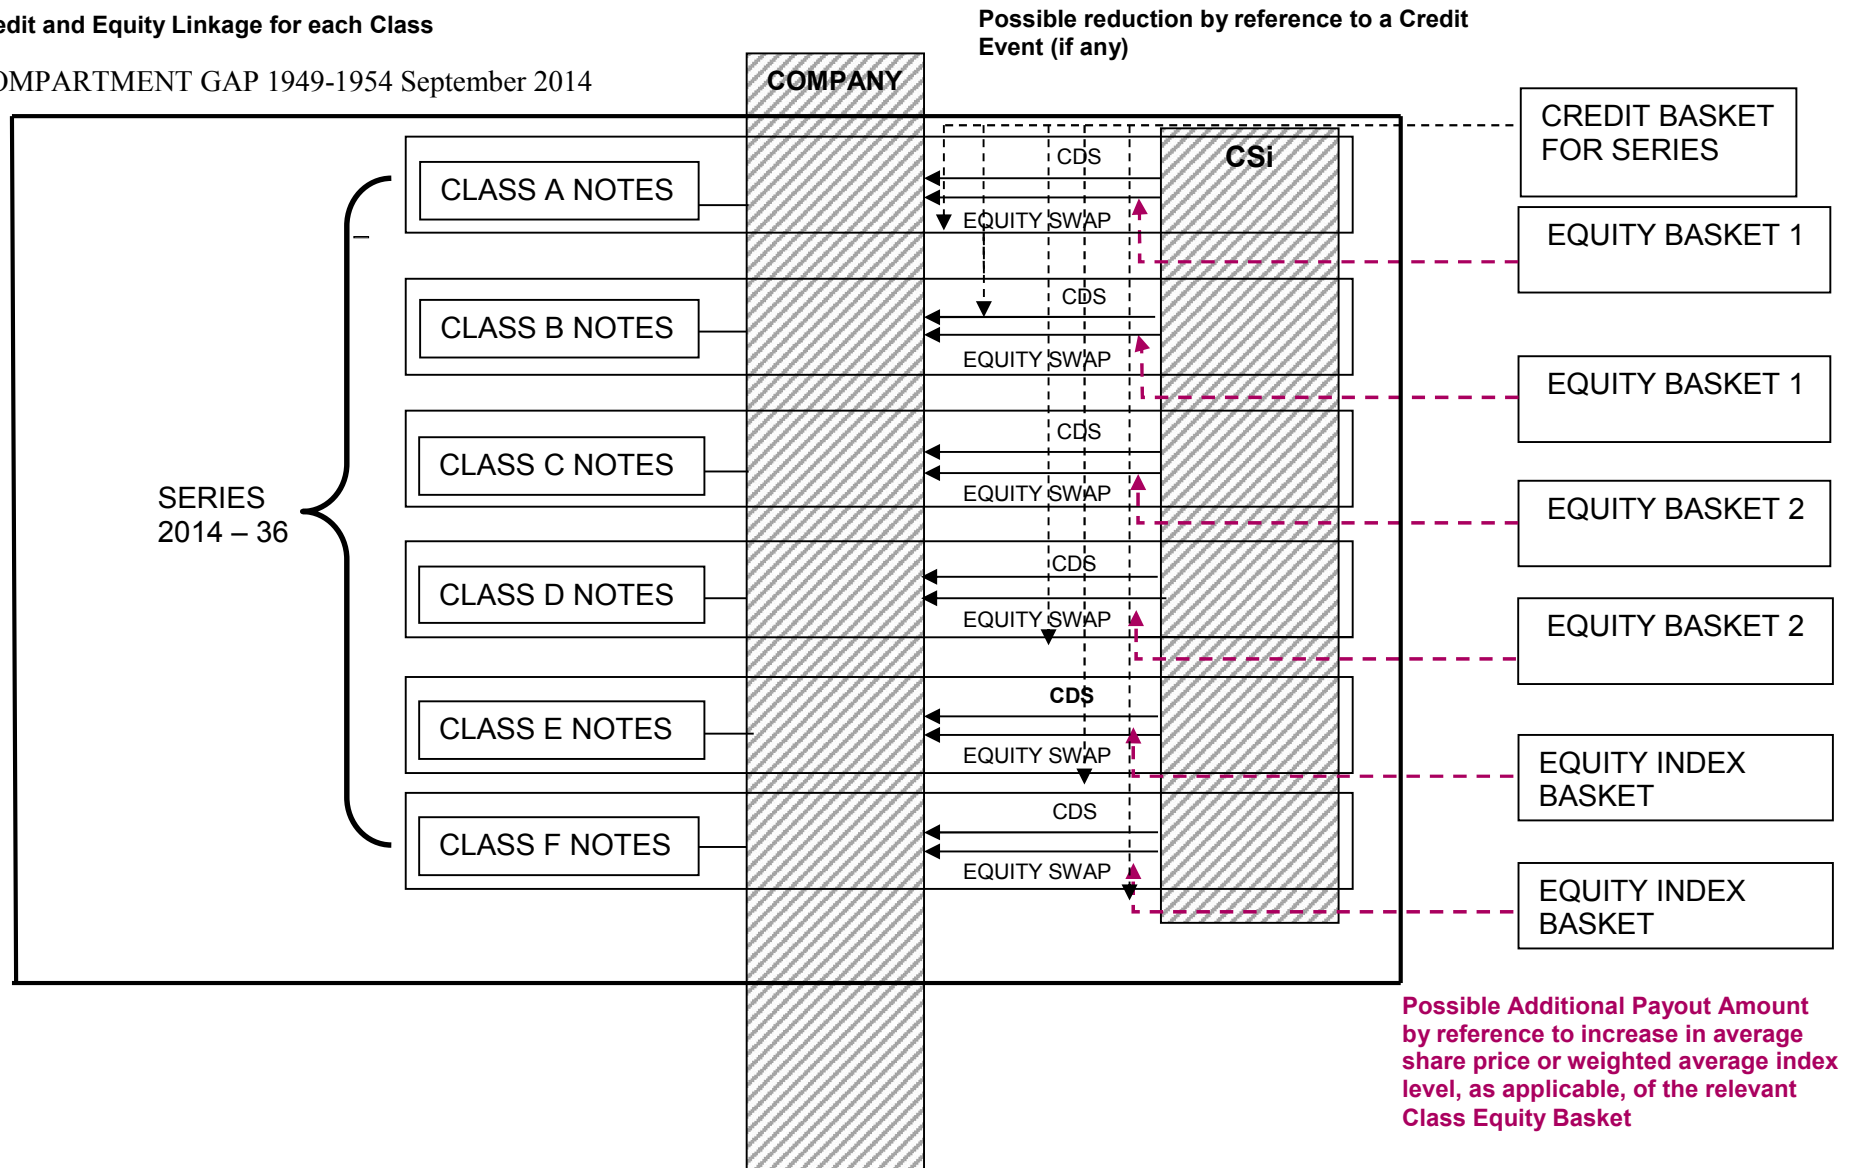 edit and Equity Linkage for each Class
Possible reduction by reference to a Credit
Event (if any)
OMPARTMENT GAP 1949-1954 September 2014
COMPANY
CREDIT BASKET
FOR SERIES
CDS
CSi
CLASS A NOTES
EQUITY SWAP
EQUITY BASKET 1
CDS
CLASS B NOTES
EQUITY SWAP
EQUITY BASKET 1
CDS
CLASS C NOTES
EQUITY SWAP
EQUITY BASKET 2
SERIES
2014 – 36
CDS
CLASS D NOTES
EQUITY SWAP
EQUITY BASKET 2
CDS
CLASS E NOTES
EQUITY SWAP
EQUITY INDEX
BASKET
CDS
CLASS F NOTES
EQUITY SWAP
EQUITY INDEX
BASKET
Possible Additional Payout Amount
by reference to increase in average
share price or weighted average index
level, as applicable, of the relevant
Class Equity Basket